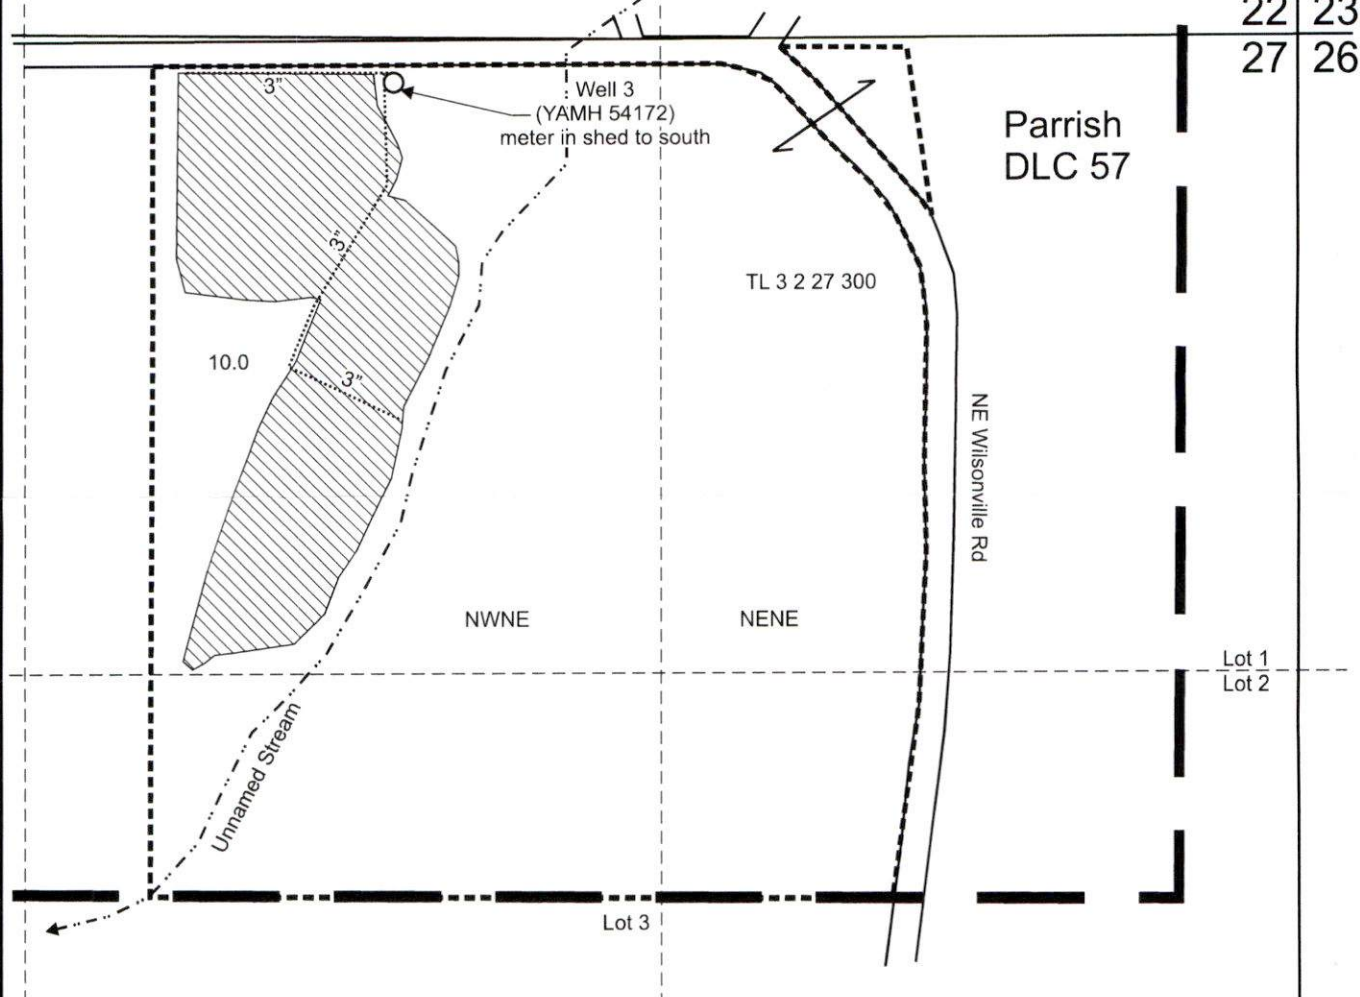 22 23
27 26
3"
Well 3
(YAMH 54172)
meter in shed to south
Parrish
DLC 57
3"
TL 3 2 27 300
10.0
3"
NE Wilsonville Rd
NWNE
NENE
Lot 1
Lot 2
Unnamed Stream
Lot 3